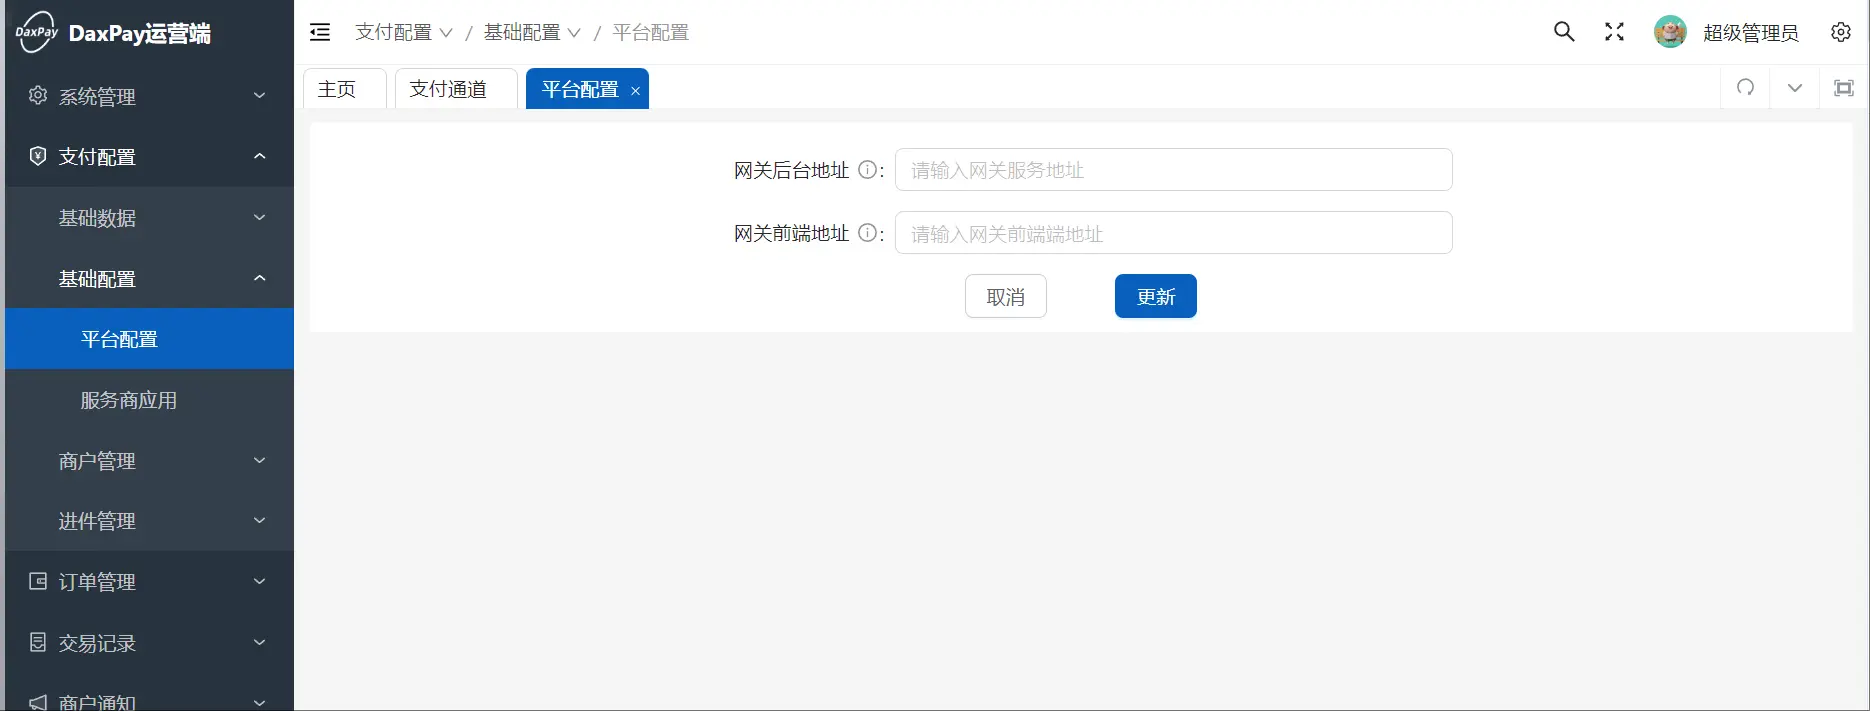 DaxPay DaxPay运营端
支付配置 / 基础配置 / 平台配置
超级管理员
主页 支付通道 平台配置 ×
系统管理
支付配置
基础数据
基础配置
平台配置
服务商应用
商户管理
进件管理
订单管理
交易记录
商户通知
网关后台地址 : 请输入网关服务地址
网关前端地址 : 请输入网关前端端地址
取消 更新